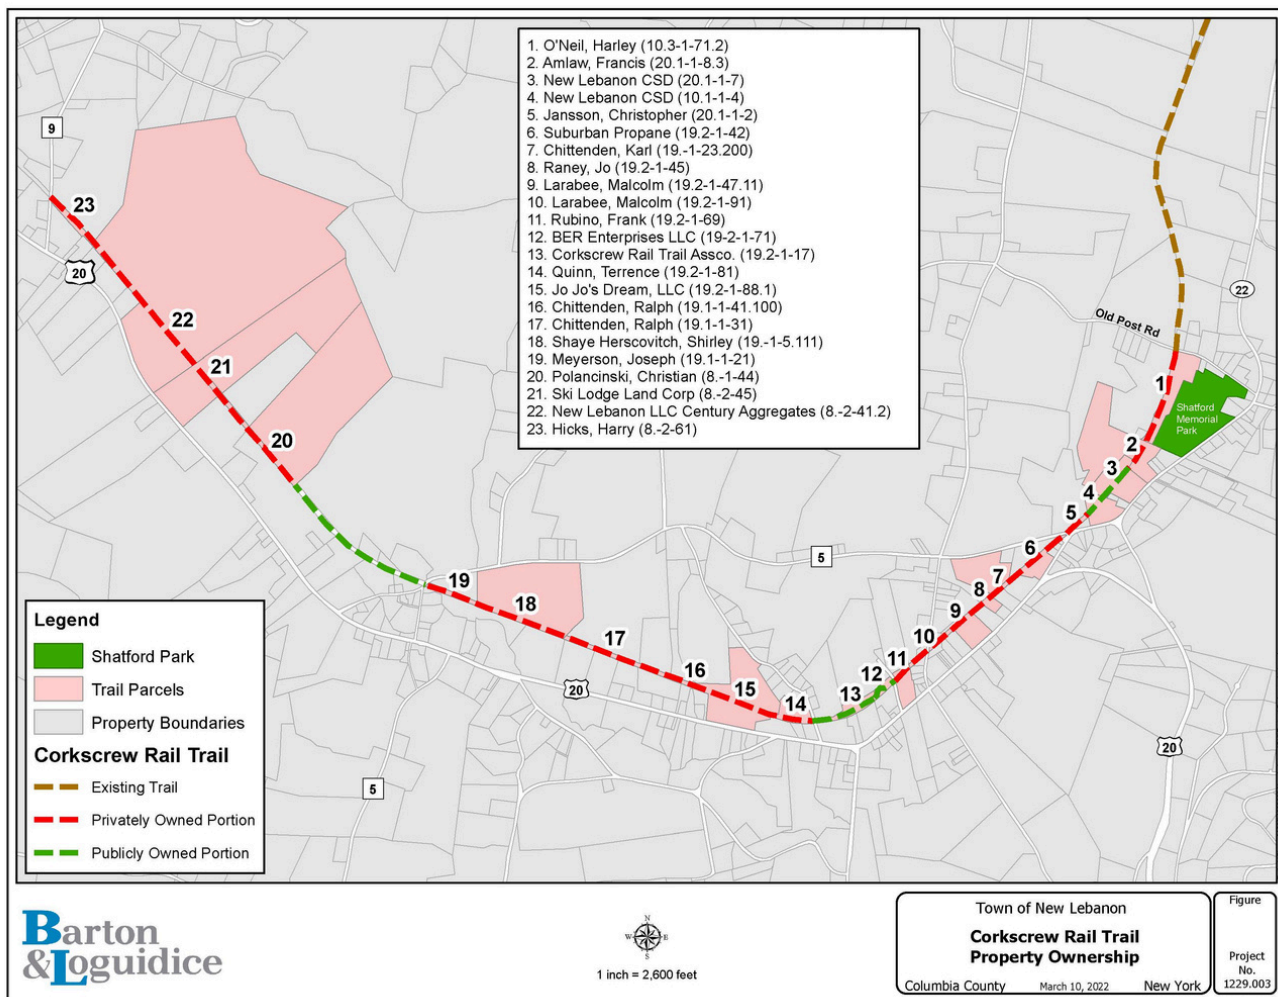 1. O'Neil, Harley (10.3-1-71.2)
2. Amlaw, Francis (20.1-1-8.3)
3. New Lebanon CSD (20.1-1-7)
4. New Lebanon CSD (10.1-1-4)
5. Jansson, Christopher (20.1-1-2)
6. Suburban Propane (19.2-1-42)
7. Chittenden, Karl (19.-1-23.200)
8. Raney, Jo (19.2-1-45)
9. Larabee, Malcolm (19.2-1-47.11)
10. Larabee, Malcolm (19.2-1-91)
11. Rubino, Frank (19.2-1-69)
12. BER Enterprises LLC (19-2-1-71)
13. Corkscrew Rail Trail Assco. (19.2-1-17)
14. Quinn, Terrence (19.2-1-81)
15. Jo Jo's Dream, LLC (19.2-1-88.1)
16. Chittenden, Ralph (19.1-1-41.100)
17. Chittenden, Ralph (19.1-1-31)
18. Shaye Herscovitch, Shirley (19.-1-5.111)
19. Meyerson, Joseph (19.1-1-21)
20. Polancinski, Christian (8.-1-44)
21. Ski Lodge Land Corp (8.-2-45)
22. New Lebanon LLC Century Aggregates (8.-2-41.2)
23. Hicks, Harry (8.-2-61)
9
23
20
22
21
20
22
Old Post Rd
1
Shatford
Memorial
Park
2
3
4
5
6
5
7
8
9
10
11
12
13
14
15
16
17
18
19
20
20
5
Legend
Shatford Park
Trail Parcels
Property Boundaries
Corkscrew Rail Trail
Existing Trail
Privately Owned Portion
Publicly Owned Portion
Barton
&Loguidice
N
W E
S
1 inch = 2,600 feet
Town of New Lebanon
Corkscrew Rail Trail
Property Ownership
Columbia County March 10, 2022 New York
Figure
Project
No.
1229.003